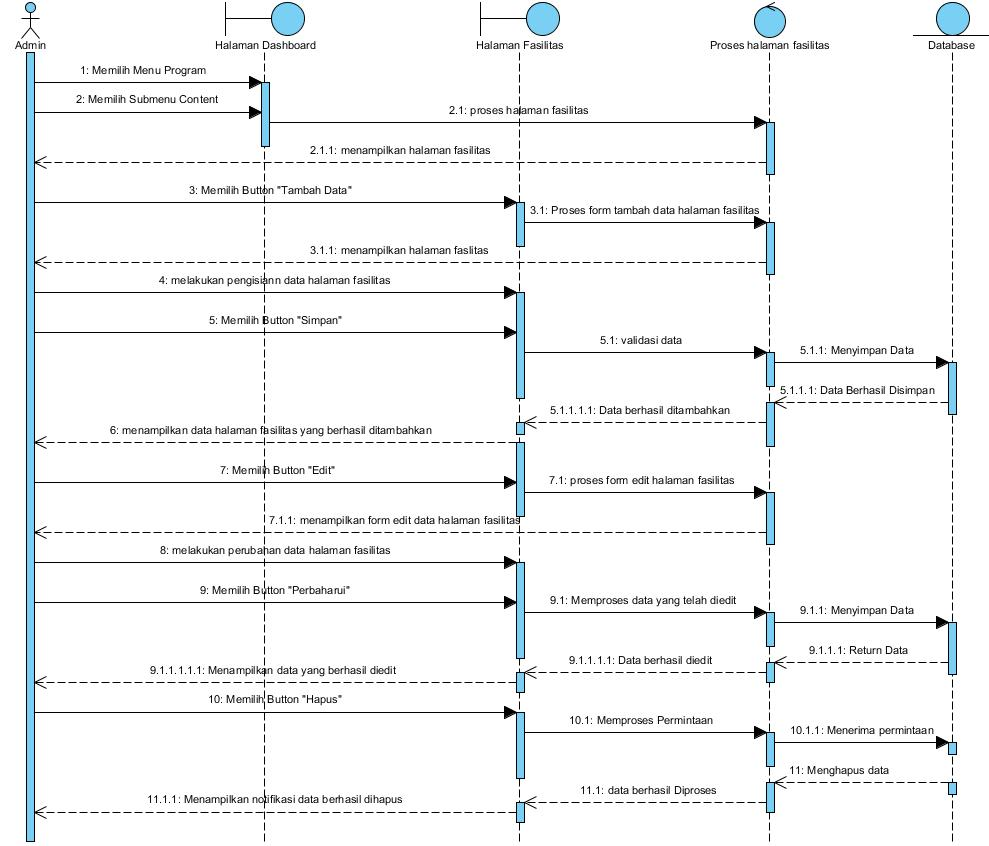 Admin
Halaman Dashboard
Halaman Fasilitas
Proses halaman fasilitas
Database
1: Memilih Menu Program
2: Memilih Submenu Content
2.1: proses halaman fasilitas
2.1.1: menampilkan halaman fasilitas
3: Memilih Button "Tambah Data"
3.1: Proses form tambah data halaman fasilitas
3.1.1: menampilkan halaman faslitas
4: melakukan pengisiann data halaman fasilitas
5: Memilih Button "Simpan"
5.1: validasi data
5.1.1: Menyimpan Data
5.1.1.1: Data Berhasil Disimpan
5.1.1.1.1: Data berhasil ditambahkan
6: menampilkan data halaman fasilitas yang berhasil ditambahkan
7: Memilih Button "Edit"
7.1: proses form edit halaman fasilitas
7.1.1: menampilkan form edit data halaman fasilitas
8: melakukan perubahan data halaman fasilitas
9: Memilih Button "Perbaharui"
9.1: Memproses data yang telah diedit
9.1.1: Menyimpan Data
9.1.1.1: Return Data
9.1.1.1.1: Data berhasil diedit
9.1.1.1.1.1: Menampilkan data yang berhasil diedit
10: Memilih Button "Hapus"
10.1: Memproses Permintaan
10.1.1: Menerima permintaan
11: Menghapus data
11.1: data berhasil Diproses
11.1.1: Menampilkan notifikasi data berhasil dihapus